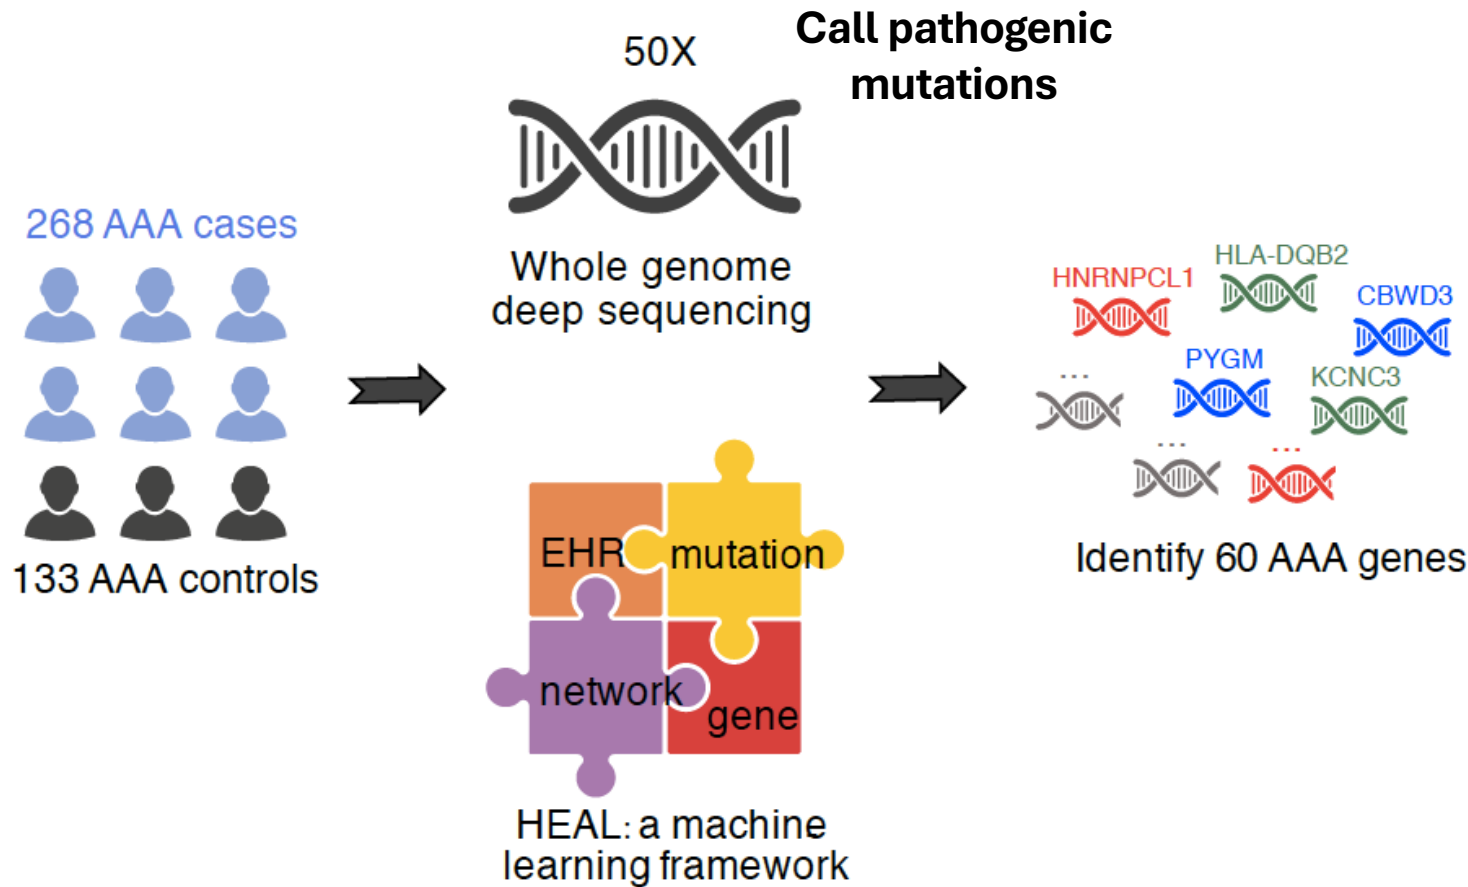 50X
Call pathogenic
mutations
268 AAA cases
133 AAA controls
Whole genome
deep sequencing
EHR
mutation
network
gene
HEAL: a machine
learning framework
HNRNPCL1
HLA-DQB2
CBWD3
PYGM
KCNC3
...
...
...
Identify 60 AAA genes